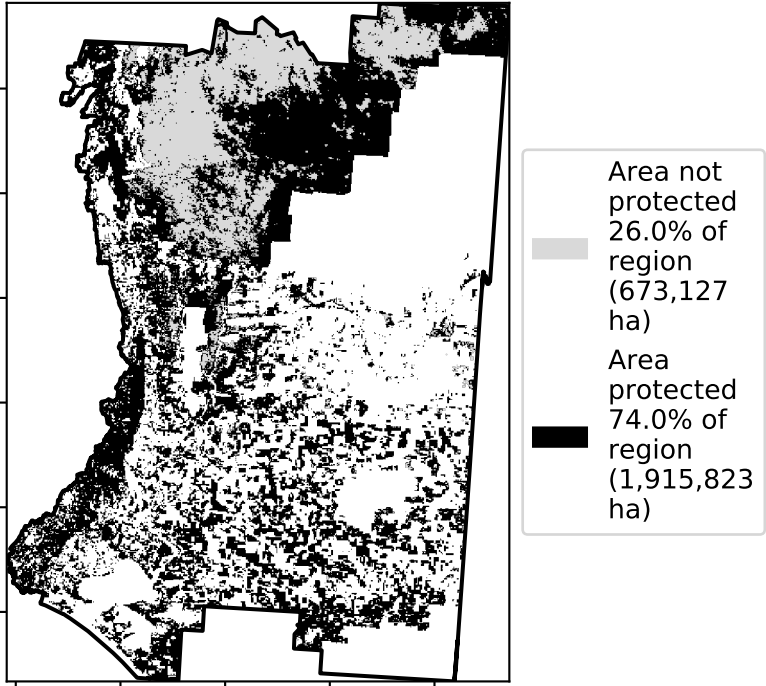 Area not
protected
26.0% of
region
(673,127
ha)
Area
protected
74.0% of
region
(1,915,823
ha)